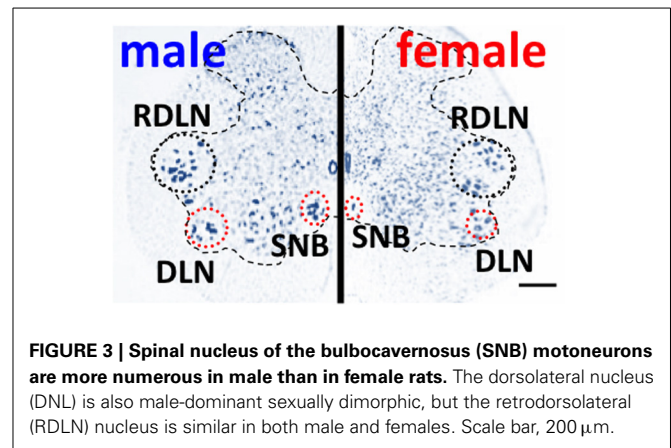 male female
RDLN RDLN
SNB SNB
DLN DLN
FIGURE 3 | Spinal nucleus of the bulbocavernosus (SNB) motoneurons
are more numerous in male than in female rats. The dorsolateral nucleus
(DNL) is also male-dominant sexually dimorphic, but the retrodorsolateral
(RDLN) nucleus is similar in both male and females. Scale bar, 200 μm.